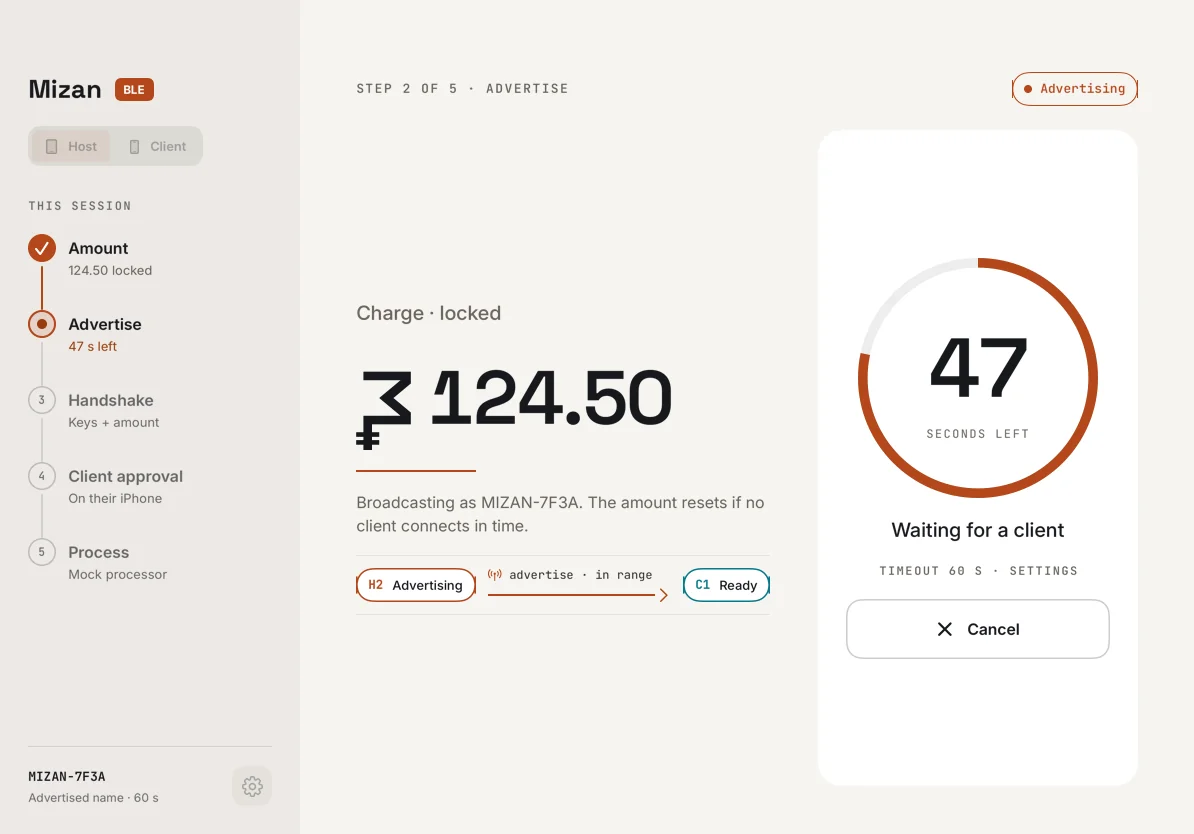 Mizan BLE
Host Client
THIS SESSION
Amount
124.50 locked
Advertise
47 s left
3 Handshake
Keys + amount
4 Client approval
On their iPhone
5 Process
Mock processor
MIZAN-7F3A
Advertised name · 60 s
STEP 2 OF 5 · ADVERTISE
Advertising
Charge · locked
124.50
Broadcasting as MIZAN-7F3A. The amount resets if no
client connects in time.
H2 Advertising advertise · in range C1 Ready
47
SECONDS LEFT
Waiting for a client
TIMEOUT 60 S · SETTINGS
Cancel